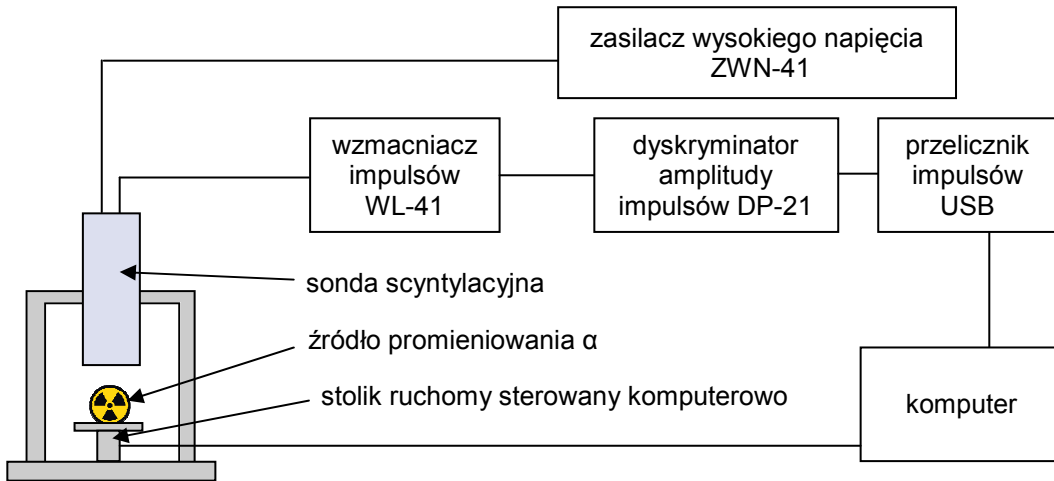 zasilacz wysokiego napięcia
ZWN-41
wzmacniacz
impulsów
WL-41
dyskryminator
amplitudy
impulsów DP-21
przelicznik
impulsów
USB
sonda scyntylacyjna
źródło promieniowania α
stolik ruchomy sterowany komputerowo
komputer